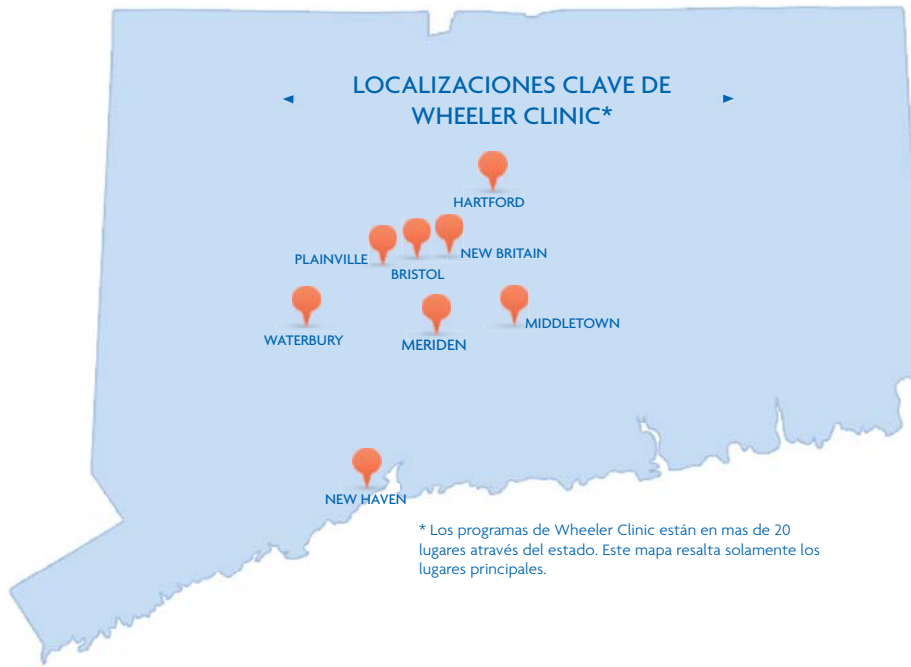 LOCALIZACIONES CLAVE DE
WHEELER CLINIC*
HARTFORD
NEW BRITAIN
PLAINVILLE
BRISTOL
MIDDLETOWN
WATERBURY
MERIDEN
NEW HAVEN
* Los programas de Wheeler Clinic están en mas de 20
lugares através del estado. Este mapa resalta solamente los
lugares principales.